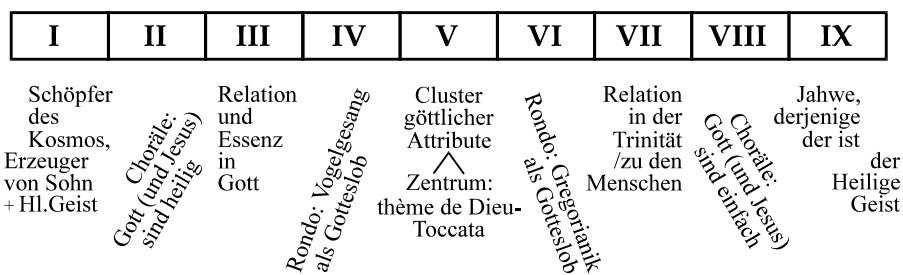 I II III IV V VI VII VIII IX
Schöpfer
des
Kosmos,
Erzeuger
von Sohn
+ Hl.Geist
Choräle:
Gott (und Jesus)
sind heilig
Relation
und
Essenz
in
Gott
Rondo: Vogelgesang
als Gotteslob
Cluster
göttlicher
Attribute
Zentrum:
thème de Dieu-
Toccata
Rondo: Gregorianik
als Gotteslob
Relation
in der
Trinität
/zu den
Menschen
Choräle:
Gott (und Jesus)
sind einfach
Jahwe,
derjenige
der ist
der
Heilige
Geist